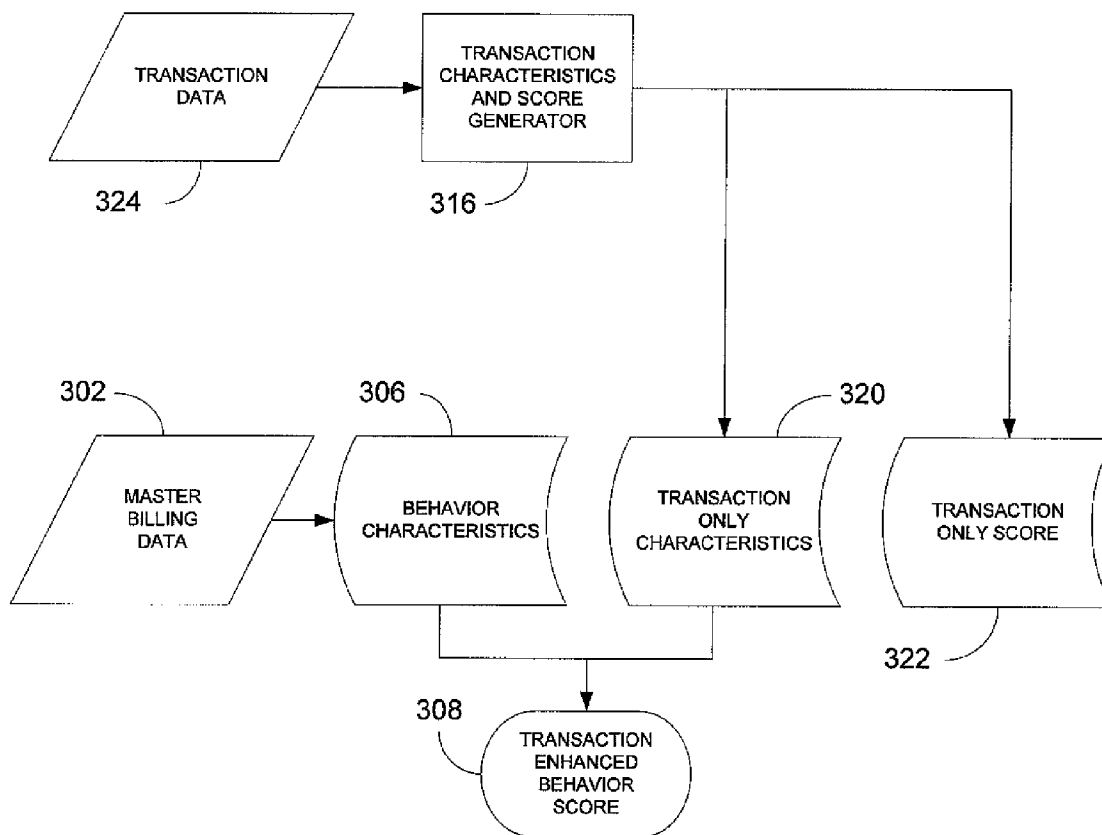 TRANSACTION
DATA
324
TRANSACTION
CHARACTERISTICS
AND SCORE
GENERATOR
316
302
MASTER
BILLING
DATA
306
BEHAVIOR
CHARACTERISTICS
320
TRANSACTION
ONLY
CHARACTERISTICS
TRANSACTION
ONLY SCORE
322
308
TRANSACTION
ENHANCED
BEHAVIOR
SCORE